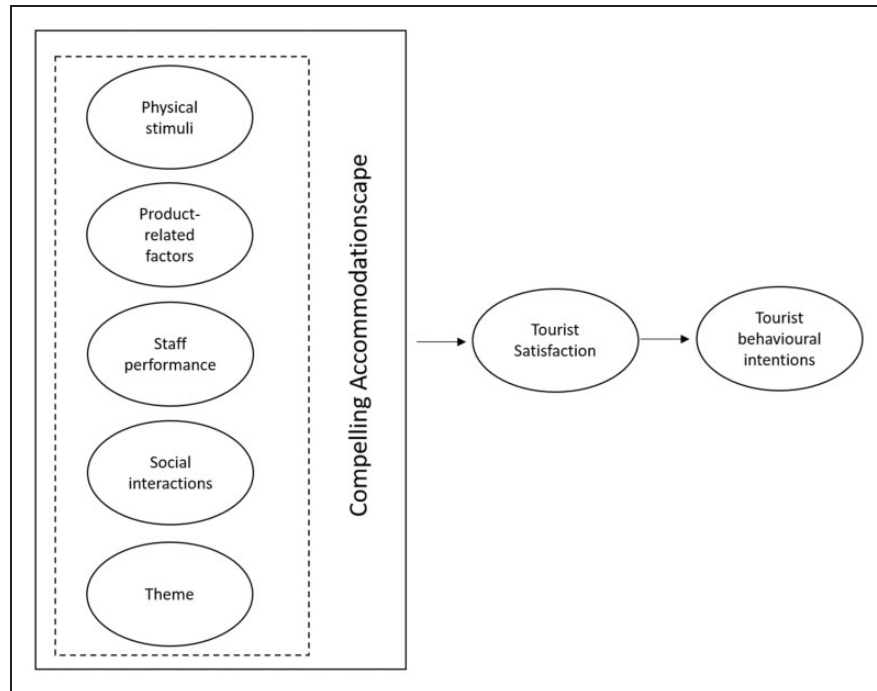 Physical
stimuli
Product-
related
factors
Staff
performance
Social
interactions
Theme
Compelling Accommodationscape
Tourist
Satisfaction
Tourist
behavioural
intentions